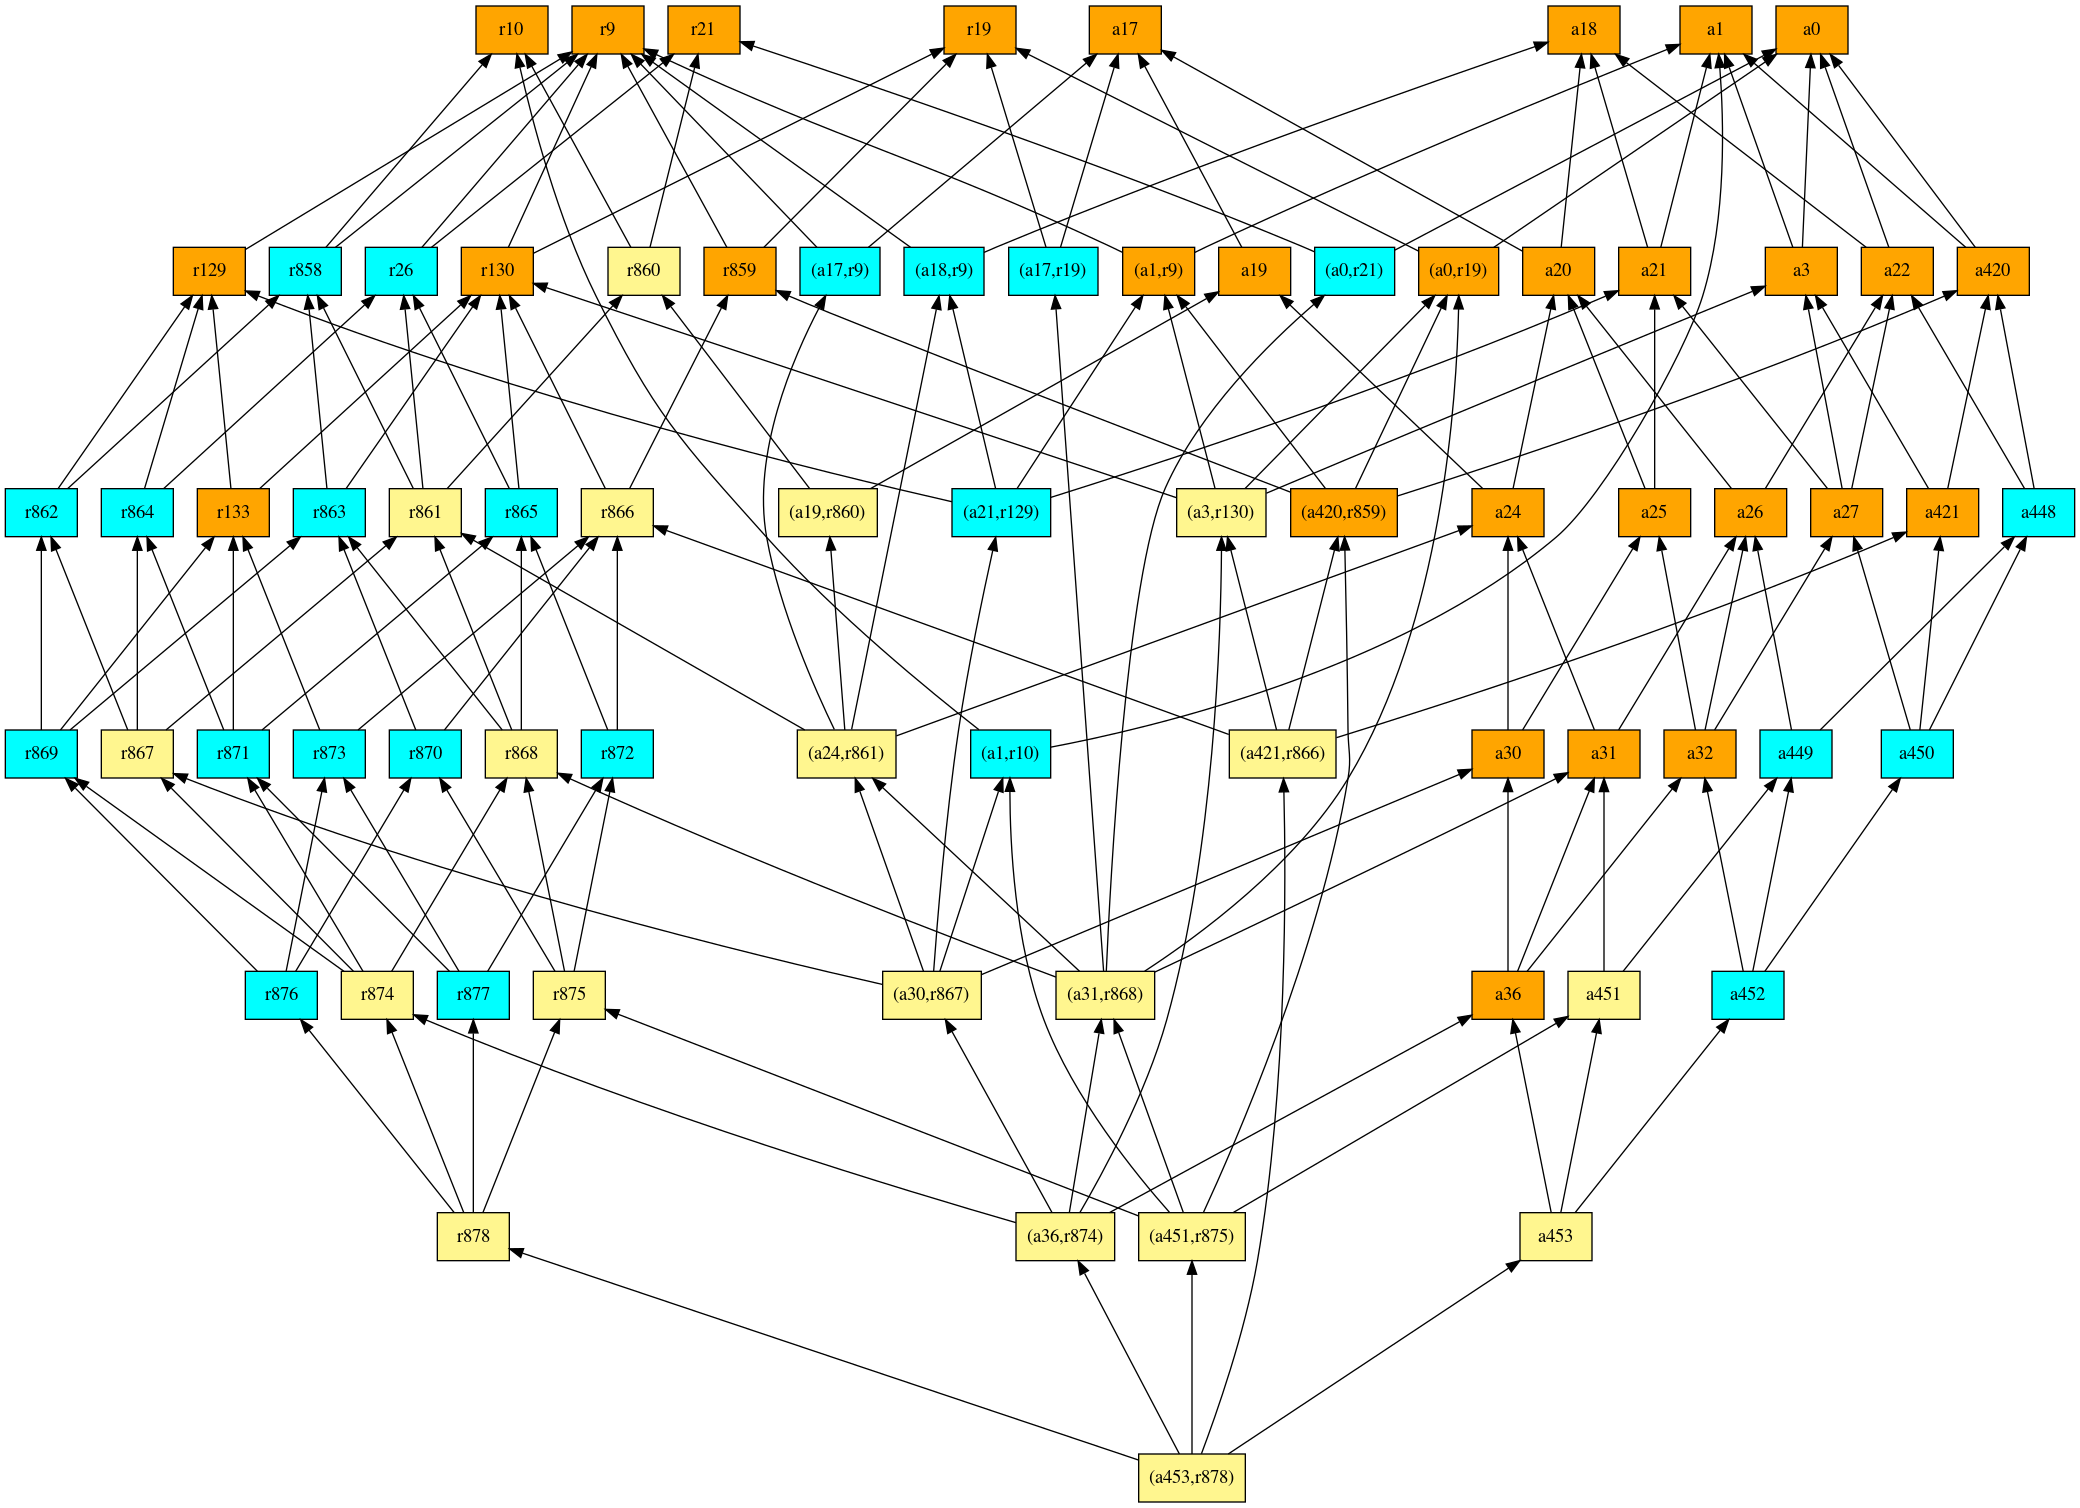 r10
r9
r21
r19
a17
a18
a1
a0
r129
r858
r26
r130
r860
r859
(a17,r9)
(a18,r9)
(a17,r19)
(a1,r9)
a19
(a0,r21)
(a0,r19)
a20
a21
a3
a22
a420
r862
r864
r133
r863
r861
r865
r866
(a19,r860)
(a21,r129)
(a3,r130)
(a420,r859)
a24
a25
a26
a27
a421
a448
r869
r867
r871
r873
r870
r868
r872
(a24,r861)
(a1,r10)
(a421,r866)
a30
a31
a32
a449
a450
r876
r874
r877
r875
(a30,r867)
(a31,r868)
a36
a451
a452
r878
(a36,r874)
(a451,r875)
a453
(a453,r878)